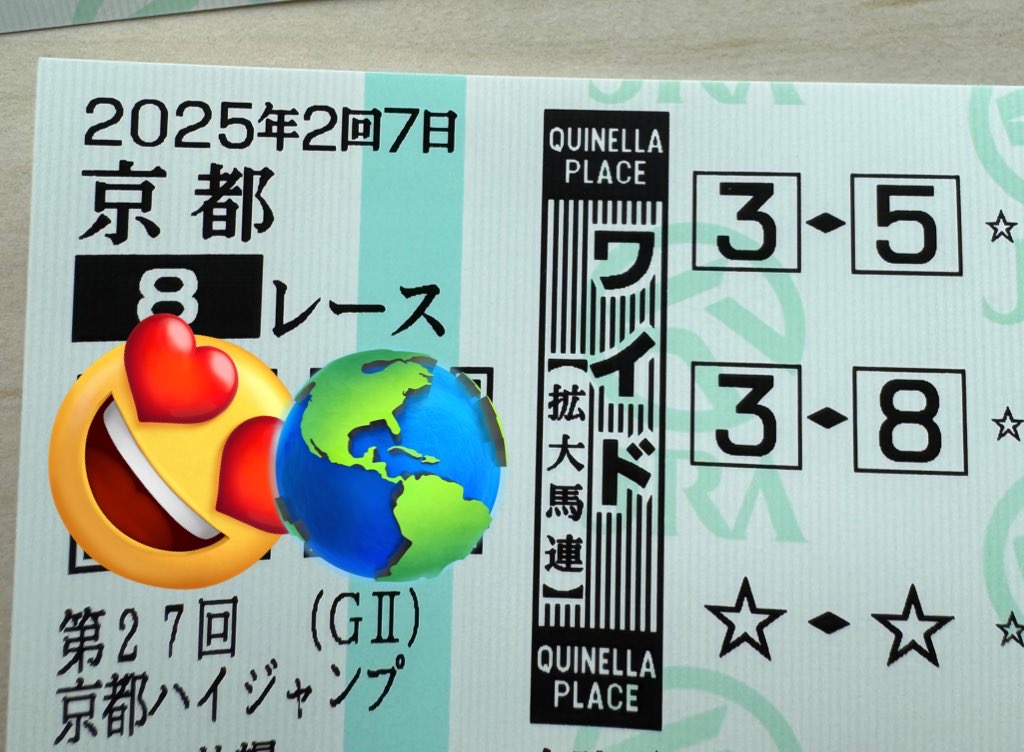 2025年2回7日
京都
8レース
第27回 (GⅡ)
京都ハイジャンプ
QUINELLA
PLACE
ワイド
【拡大馬連】
QUINELLA
PLACE
3 ◆ 5 ☆
3 ◆ 8 ☆
☆ ◆ ☆ ☆
JRA
JRA